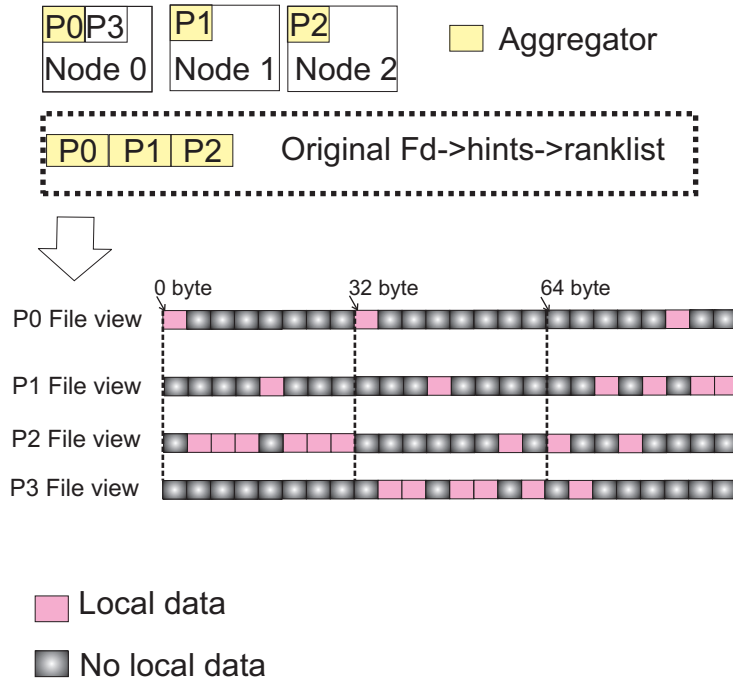 P0 P3 P1 P2 Aggregator
Node 0 Node 1 Node 2
P0 P1 P2 Original Fd->hints->ranklist
0 byte 32 byte 64 byte
P0 File view
P1 File view
P2 File view
P3 File view
Local data
No local data